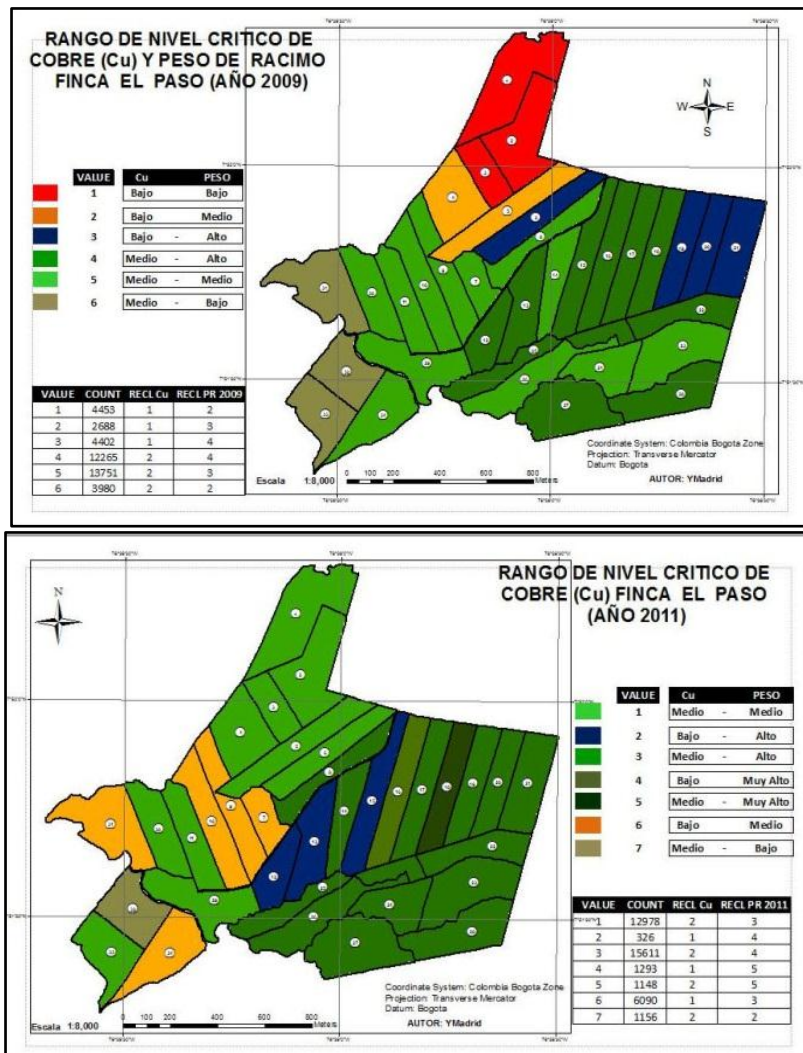 RANGO DE NIVEL CRITICO DE
COBRE (Cu) Y PESO DE RACIMO
FINCA EL PASO (AÑO 2009)
N
W E
S
VALUE Cu PESO
1 Bajo Bajo
2 Bajo Medio
3 Bajo - Alto
4 Medio - Alto
5 Medio - Medio
6 Medio - Bajo
VALUE COUNT RECL Cu RECL PR 2009
1 4453 1 2
2 2688 1 3
3 4402 1 4
4 12265 2 4
5 13751 2 3
6 3980 2 2
Coordinate System: Colombia Bogota Zone
Projection: Transverse Mercator
Datum: Bogota
AUTOR: YMadrid
Escala 1:8,000 0 100 200 400 600 800 Meters
RANGO DE NIVEL CRITICO DE
COBRE (Cu) FINCA EL PASO
(AÑO 2011)
N
VALUE Cu PESO
1 Medio - Medio
2 Bajo - Alto
3 Medio - Alto
4 Bajo Muy Alto
5 Medio - Muy Alto
6 Bajo Medio
7 Medio - Bajo
VALUE COUNT RECL Cu RECL PR 2011
1 12978 2 3
2 326 1 4
3 15611 2 4
4 1293 1 5
5 1148 2 5
6 6090 1 3
7 1156 2 2
Coordinate System: Colombia Bogota Zone
Projection: Transverse Mercator
Datum: Bogota
AUTOR: YMadrid
Escala 1:8,000 0 100 200 400 600 800 Meters